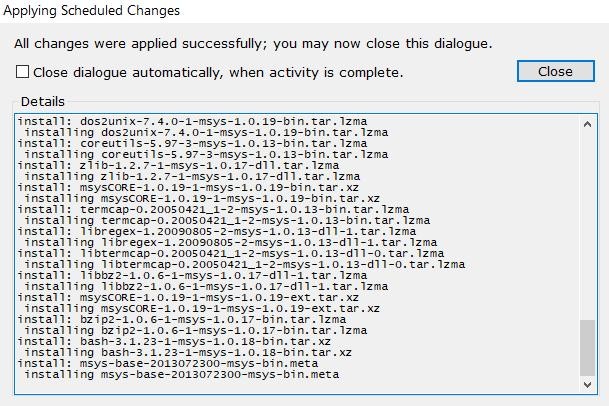 Applying Scheduled Changes
All changes were applied successfully; you may now close this dialogue.
Close dialogue automatically, when activity is complete.
Close
Details
install: dos2unix-7.4.0-1-msys-1.0.19-bin.tar.lzma
installing dos2unix-7.4.0-1-msys-1.0.19-bin.tar.lzma
install: coreutils-5.97-3-msys-1.0.13-bin.tar.lzma
installing coreutils-5.97-3-msys-1.0.13-bin.tar.lzma
install: zlib-1.2.7-1-msys-1.0.17-dll.tar.lzma
installing zlib-1.2.7-1-msys-1.0.17-dll.tar.lzma
install: msysCORE-1.0.19-1-msys-1.0.19-bin.tar.xz
installing msysCORE-1.0.19-1-msys-1.0.19-bin.tar.xz
install: termcap-0.20050421_1-2-msys-1.0.13-bin.tar.lzma
installing termcap-0.20050421_1-2-msys-1.0.13-bin.tar.lzma
install: libregex-1.20090805-2-msys-1.0.13-dll-1.tar.lzma
installing libregex-1.20090805-2-msys-1.0.13-dll-1.tar.lzma
install: libtermcap-0.20050421_1-2-msys-1.0.13-dll-0.tar.lzma
installing libtermcap-0.20050421_1-2-msys-1.0.13-dll-0.tar.lzma
install: libbz2-1.0.6-1-msys-1.0.17-dll-1.tar.lzma
installing libbz2-1.0.6-1-msys-1.0.17-dll-1.tar.lzma
install: msysCORE-1.0.19-1-msys-1.0.19-ext.tar.xz
installing msysCORE-1.0.19-1-msys-1.0.19-ext.tar.xz
install: bzip2-1.0.6-1-msys-1.0.17-bin.tar.lzma
installing bzip2-1.0.6-1-msys-1.0.17-bin.tar.lzma
install: bash-3.1.23-1-msys-1.0.18-bin.tar.xz
installing bash-3.1.23-1-msys-1.0.18-bin.tar.xz
install: msys-base-2013072300-msys-bin.meta
installing msys-base-2013072300-msys-bin.meta